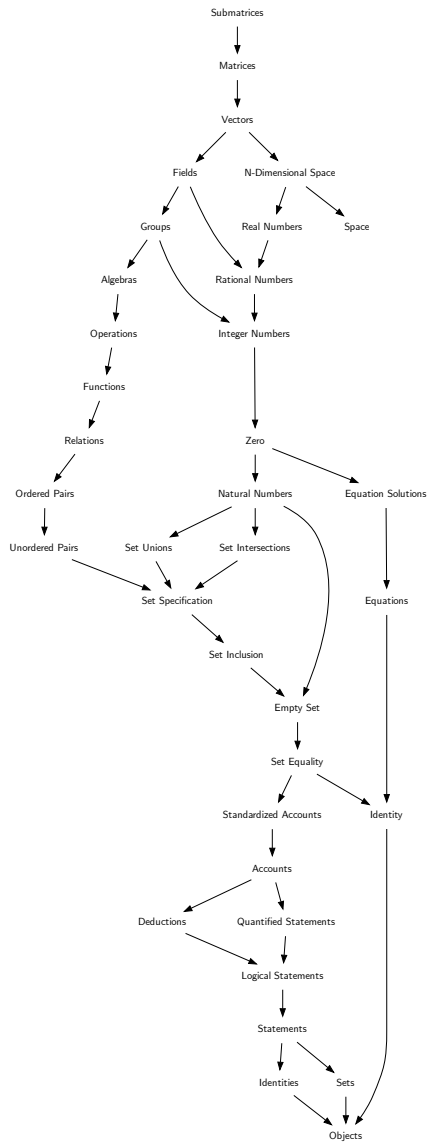 Submatrices
Matrices
Vectors
Fields
N-Dimensional Space
Groups
Real Numbers
Space
Algebras
Rational Numbers
Operations
Integer Numbers
Functions
Relations
Zero
Ordered Pairs
Natural Numbers
Equation Solutions
Unordered Pairs
Set Unions
Set Intersections
Set Specification
Equations
Set Inclusion
Empty Set
Set Equality
Standardized Accounts
Identity
Accounts
Deductions
Quantified Statements
Logical Statements
Statements
Identities
Sets
Objects